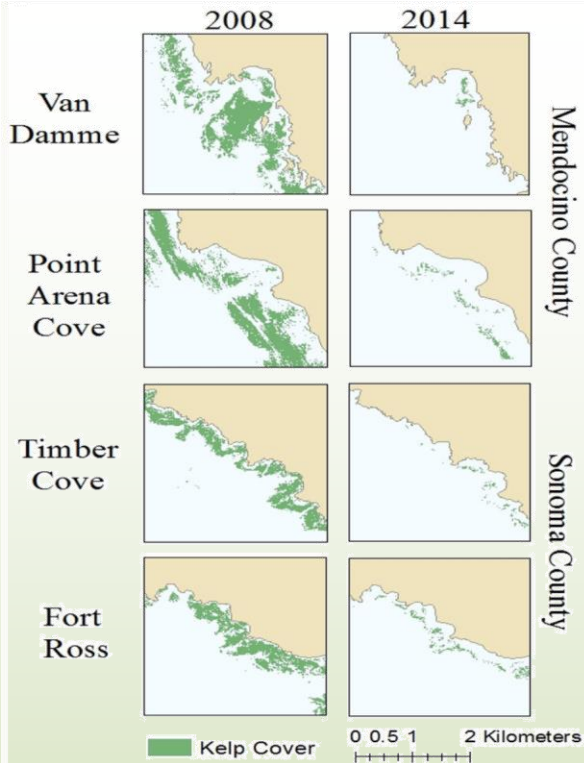 2008 2014
Van
Damme
Mendocino County
Point
Arena
Cove
Timber
Cove
Sonoma County
Fort
Ross
Kelp Cover
0 0.5 1 2 Kilometers